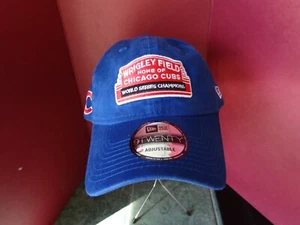 WRIGLEY FIELD
HOME OF
CHICAGO CUBS
WORLD SERIES CHAMPIONS
C
NEW ERA
9TWENTY
ADJUSTABLE